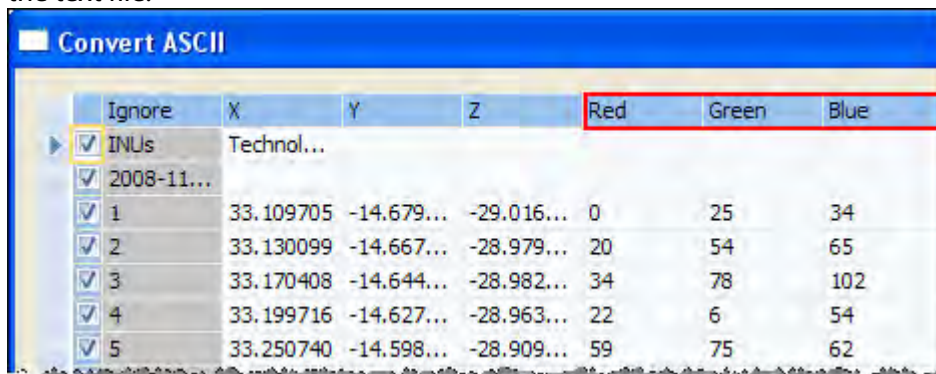 the text file.
Convert ASCII
Ignore X Y Z Red Green Blue
INUs Technol...
2008-11...
1 33.109705 -14.679... -29.016... 0 25 34
2 33.130099 -14.667... -28.979... 20 54 65
3 33.170408 -14.644... -28.982... 34 78 102
4 33.199716 -14.627... -28.963... 22 6 54
5 33.250740 -14.598... -28.909... 59 75 62